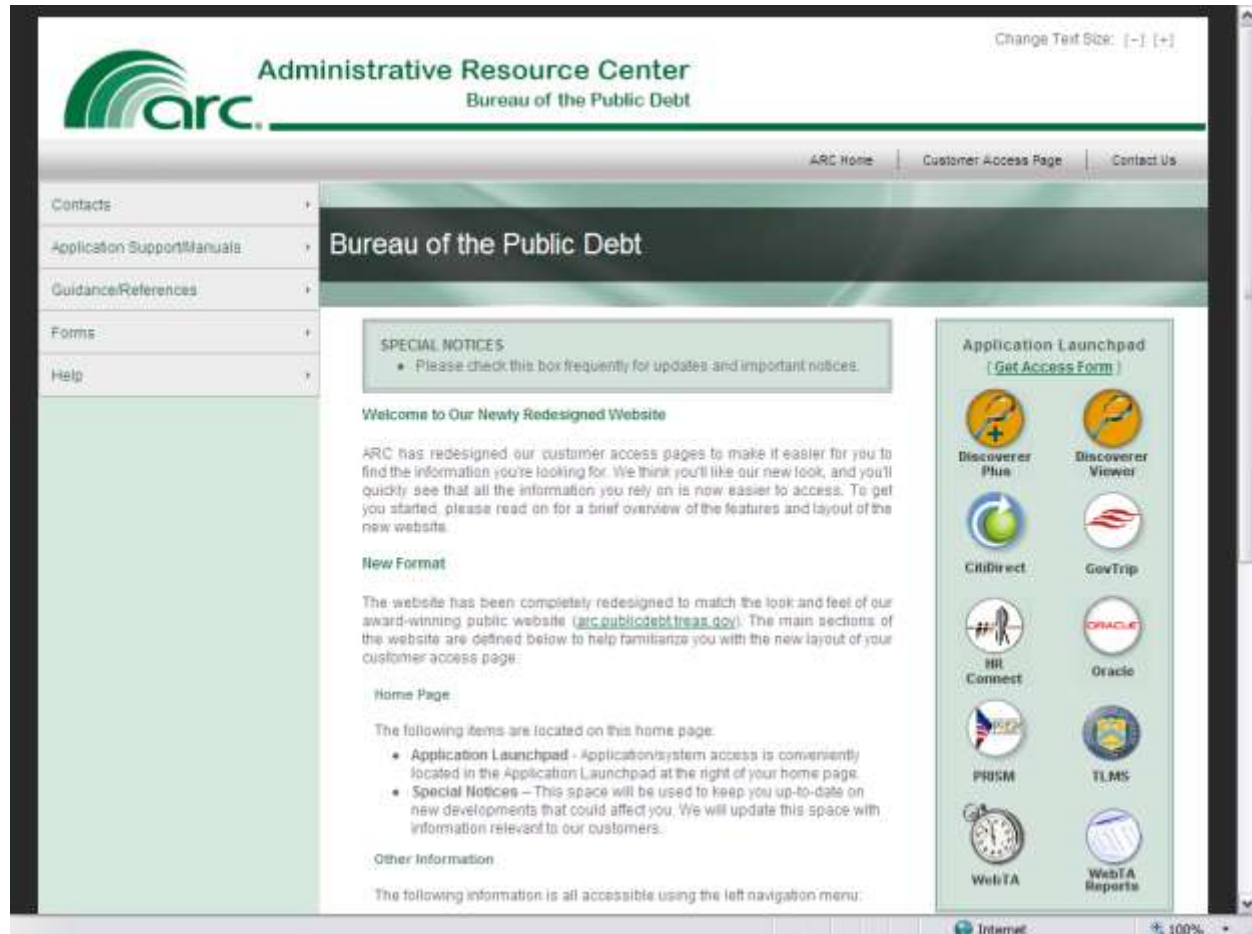 Change Text Size: [-] [+]
arc.
Administrative Resource Center
Bureau of the Public Debt
ARC Home
Customer Access Page
Contact Us
Contacts
Application Support/Manuals
Guidance/References
Forms
Help
Bureau of the Public Debt
SPECIAL NOTICES
• Please check this box frequently for updates and important notices.
Welcome to Our Newly Redesigned Website
ARC has redesigned our customer access pages to make it easier for you to
find the information you're looking for. We think you'll like our new look, and you'll
quickly see that all the information you rely on is now easier to access. To get
you started, please read on for a brief overview of the features and layout of the
new website.
New Format
The website has been completely redesigned to match the look and feel of our
award-winning public website (arc.publicdebt.treas.gov). The main sections of
the website are defined below to help familiarize you with the new layout of your
customer access page.
Home Page
The following items are located on this home page:
• Application Launchpad - Application/system access is conveniently
located in the Application Launchpad at the right of your home page.
• Special Notices – This space will be used to keep you up-to-date on
new developments that could affect you. We will update this space with
information relevant to our customers.
Other Information
The following information is all accessible using the left navigation menu:
Application Launchpad
( Get Access Form )
Discoverer
Plus
Discoverer
Viewer
CitiDirect
GovTrip
HR
Connect
ORACLE
Oracle
PRISM
PRISM
TLMS
WebTA
WebTA
Reports
Internet
100%